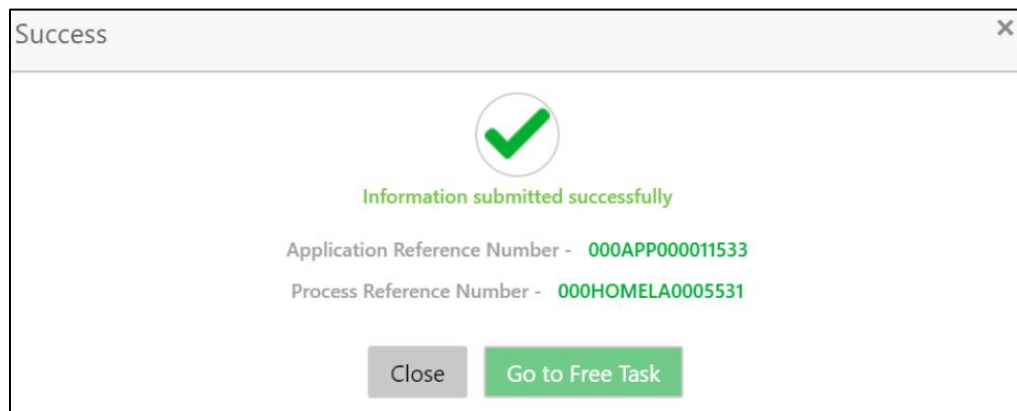 Success
Information submitted successfully
Application Reference Number - 000APP000011533
Process Reference Number - 000HOMELA0005531
Close Go to Free Task